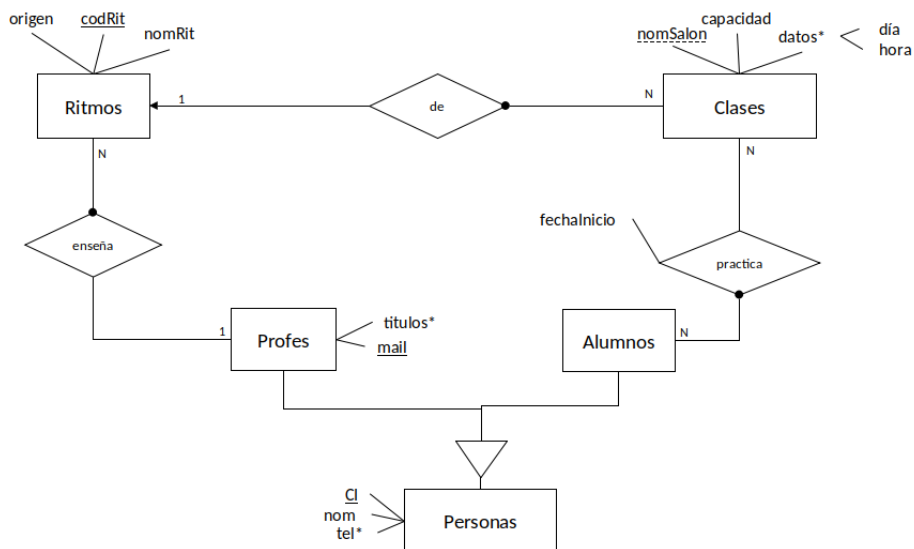 origen
codRit
nomRit
Ritmos
1
de
N
nomSalon
capacidad
datos*
día
hora
Clases
N
N
enseña
fechaInicio
practica
1
Profes
titulos*
mail
Alumnos
N
CI
nom
tel*
Personas